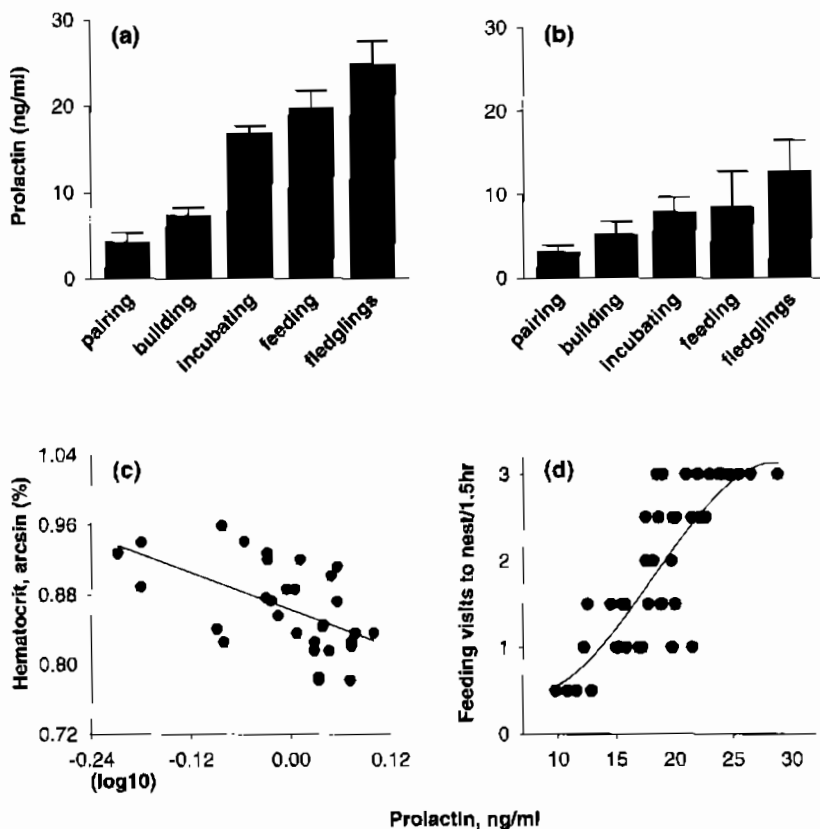 (a)
Prolactin (ng/ml)
30
20
10
0
pairing
building
incubating
feeding
fledglings
(b)
30
20
10
0
pairing
building
incubating
feeding
fledglings
(c)
Hematocrit, arcsin (%)
1.04
0.96
0.88
0.80
0.72
-0.24 -0.12 0.00 0.12
(log10)
(d)
Feeding visits to nest/1.5hr
3
2
1
0
10 15 20 25 30
Prolactin, ng/ml